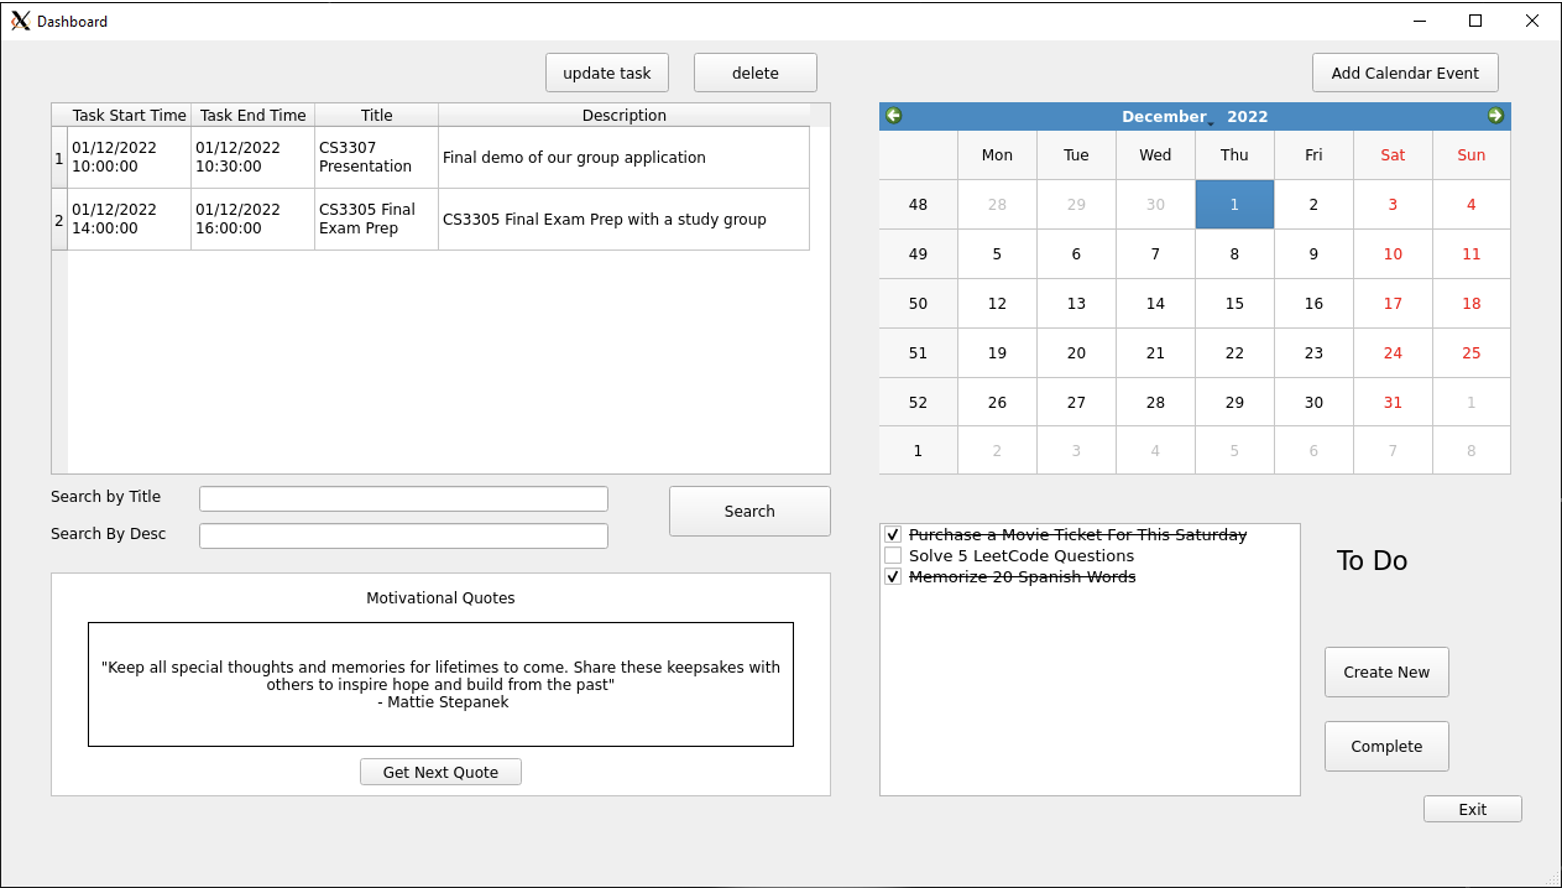 Dashboard
update task
delete
Add Calendar Event
Task Start Time Task End Time Title Description
1 01/12/2022 10:00:00 01/12/2022 10:30:00 CS3307 Presentation Final demo of our group application
2 01/12/2022 14:00:00 01/12/2022 16:00:00 CS3305 Final Exam Prep CS3305 Final Exam Prep with a study group
Search by Title
Search By Desc
Search
Motivational Quotes
"Keep all special thoughts and memories for lifetimes to come. Share these keepsakes with
others to inspire hope and build from the past"
- Mattie Stepanek
Get Next Quote
December 2022
Mon Tue Wed Thu Fri Sat Sun
48 28 29 30 1 2 3 4
49 5 6 7 8 9 10 11
50 12 13 14 15 16 17 18
51 19 20 21 22 23 24 25
52 26 27 28 29 30 31 1
1 2 3 4 5 6 7 8
Purchase a Movie Ticket For This Saturday
Solve 5 LeetCode Questions
Memorize 20 Spanish Words
To Do
Create New
Complete
Exit